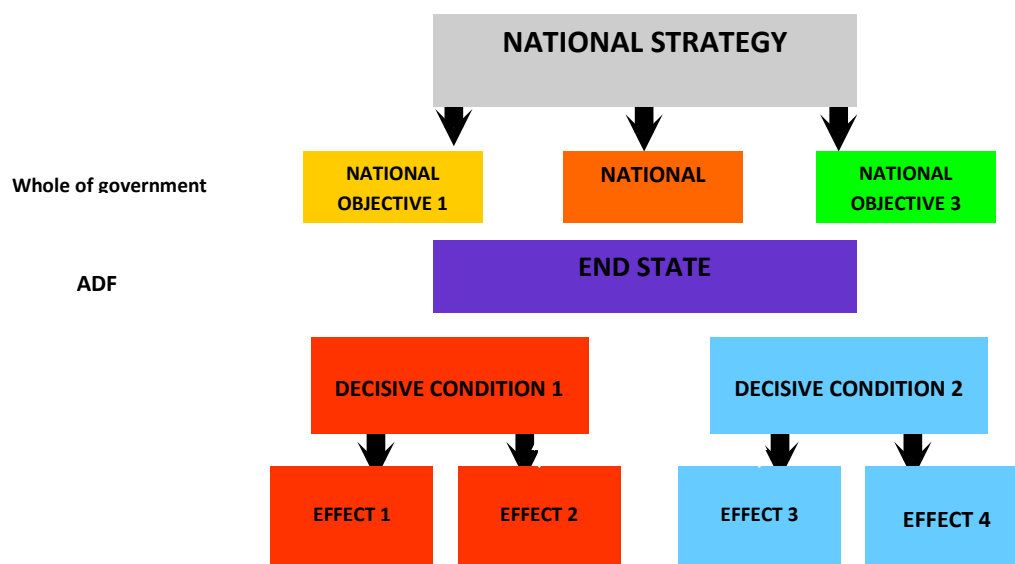 NATIONAL STRATEGY
Whole of government
NATIONAL
OBJECTIVE 1
NATIONAL
NATIONAL
OBJECTIVE 3
ADF
END STATE
DECISIVE CONDITION 1
DECISIVE CONDITION 2
EFFECT 1
EFFECT 2
EFFECT 3
EFFECT 4